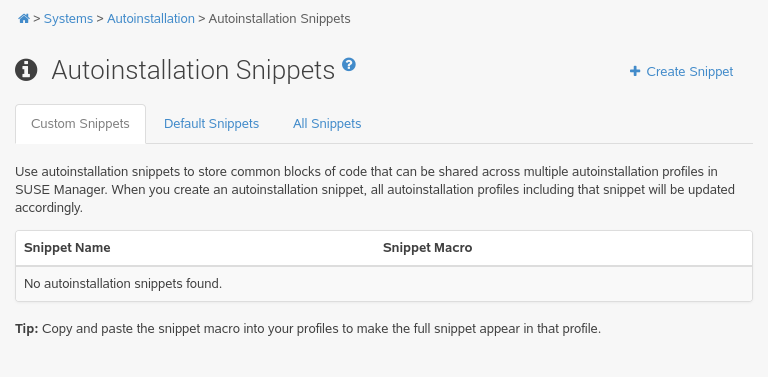 > Systems > Autoinstallation > Autoinstallation Snippets
Autoinstallation Snippets ?
+ Create Snippet
Custom Snippets Default Snippets All Snippets
Use autoinstallation snippets to store common blocks of code that can be shared across multiple autoinstallation profiles in
SUSE Manager. When you create an autoinstallation snippet, all autoinstallation profiles including that snippet will be updated
accordingly.
Snippet Name Snippet Macro
No autoinstallation snippets found.
Tip: Copy and paste the snippet macro into your profiles to make the full snippet appear in that profile.